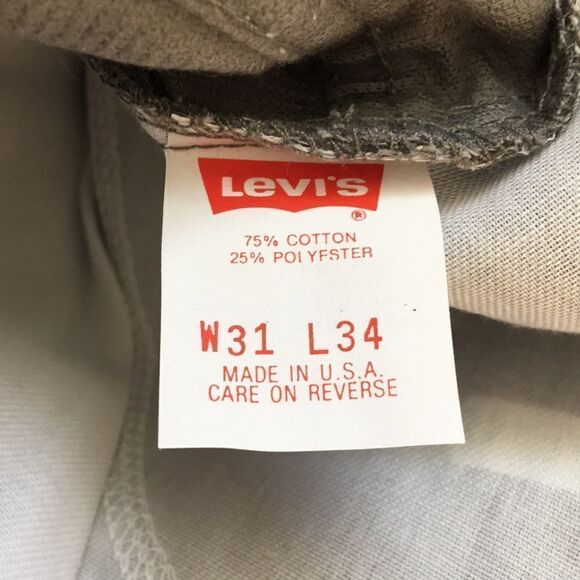 Levi's
®
75% COTTON
25% POLYESTER
W31 L34
MADE IN U.S.A.
CARE ON REVERSE